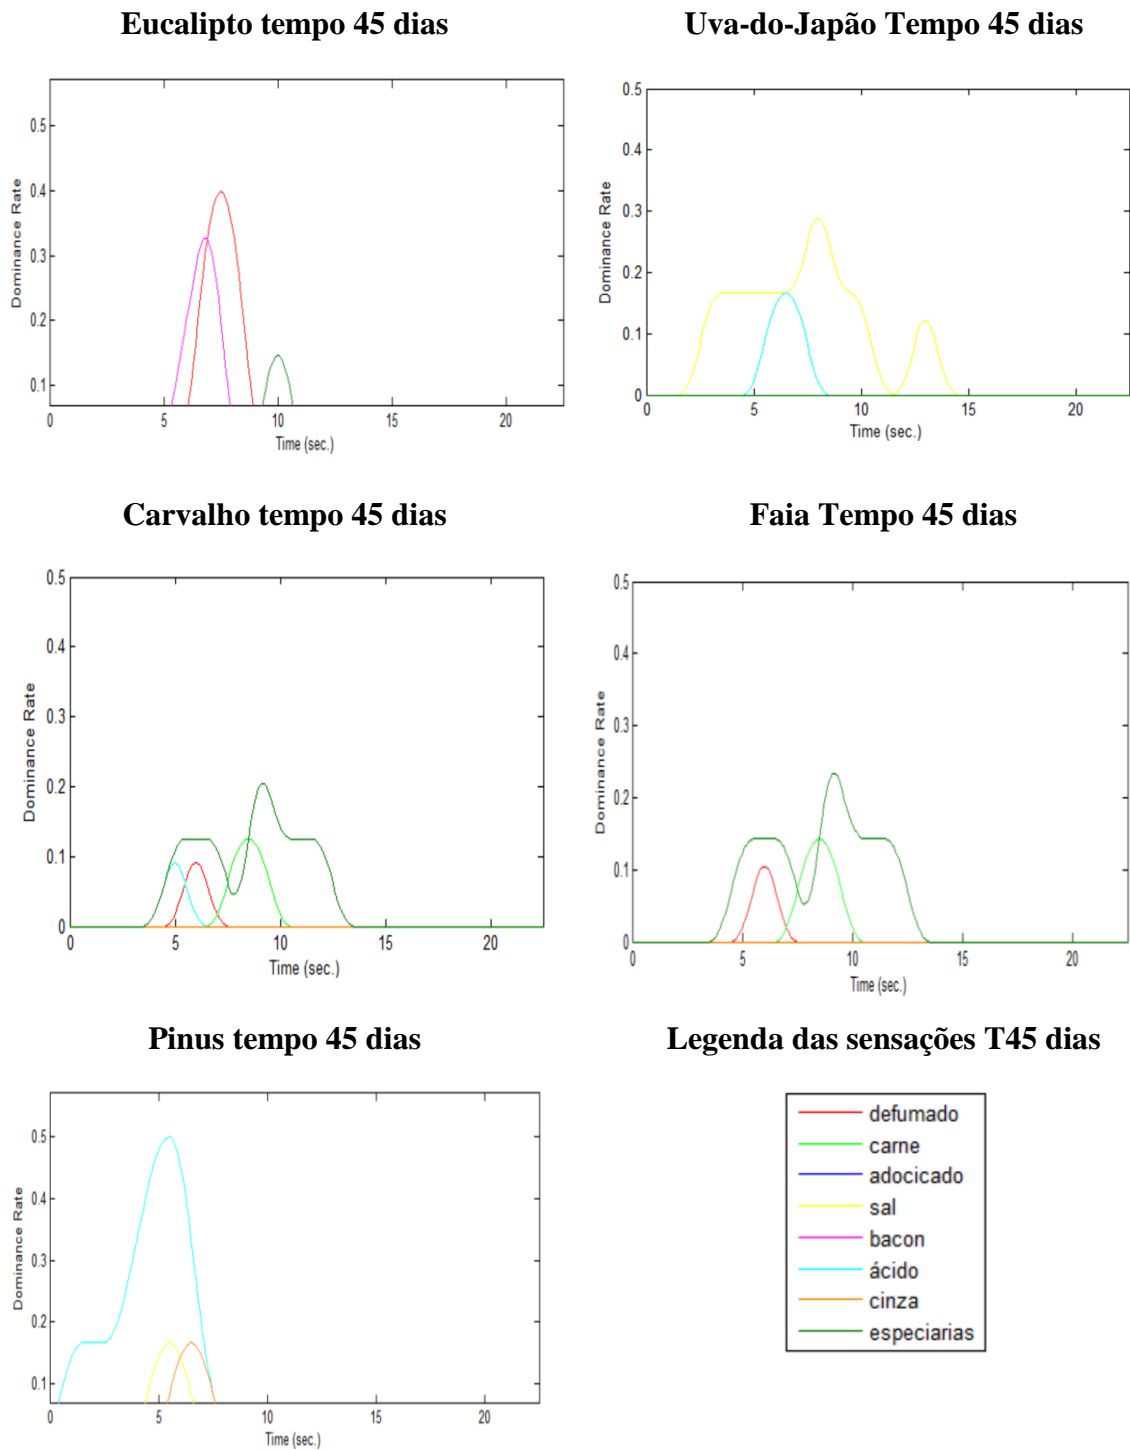 Eucalipto tempo 45 dias
Uva-do-Japão Tempo 45 dias
Dominance Rate
0.5
0.4
0.3
0.2
0.1
0 5 10 15 20
Time (sec.)
Dominance Rate
0.5
0.4
0.3
0.2
0.1
0
0 5 10 15 20
Time (sec.)
Carvalho tempo 45 dias
Faia Tempo 45 dias
Dominance Rate
0.5
0.4
0.3
0.2
0.1
0
0 5 10 15 20
Time (sec.)
Dominance Rate
0.5
0.4
0.3
0.2
0.1
0
0 5 10 15 20
Time (sec.)
Pinus tempo 45 dias
Legenda das sensações T45 dias
Dominance Rate
0.5
0.4
0.3
0.2
0.1
0 5 10 15 20
Time (sec.)
defumado
carne
adocicado
sal
bacon
ácido
cinza
especiarias